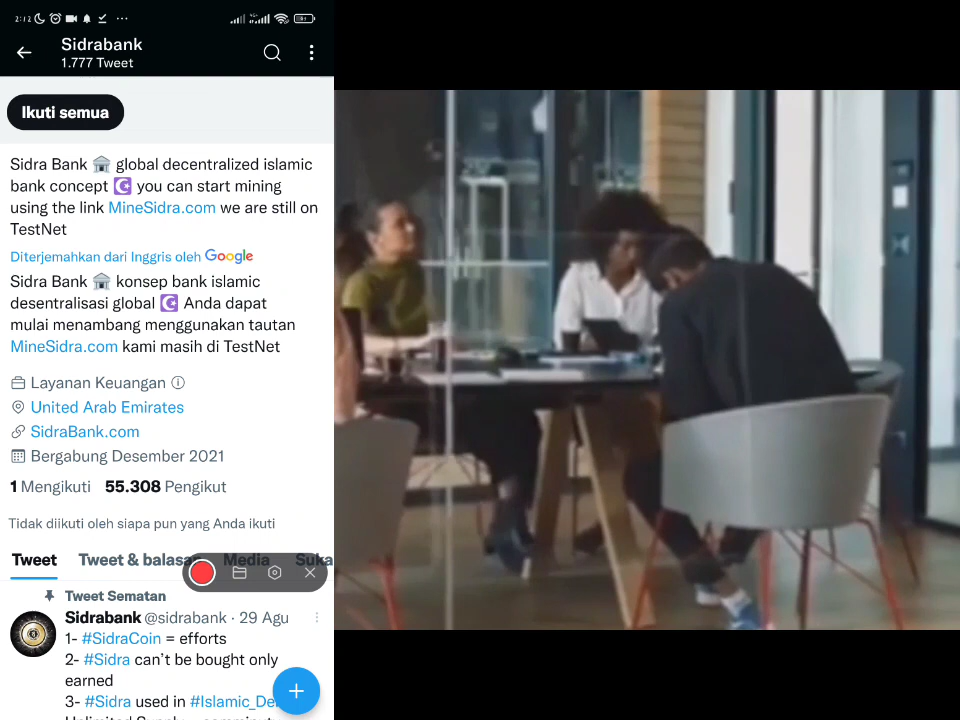 2:12
Sidrabank
1.777 Tweet
Ikuti semua
Sidra Bank 🏛️ global decentralized islamic
bank concept ☪️ you can start mining
using the link MineSidra.com we are still on
TestNet
Diterjemahkan dari Inggris oleh Google
Sidra Bank 🏛️ konsep bank islamic
desentralisasi global ☪️ Anda dapat
mulai menambang menggunakan tautan
MineSidra.com kami masih di TestNet
Layanan Keuangan
United Arab Emirates
SidraBank.com
Bergabung Desember 2021
1 Mengikuti 55.308 Pengikut
Tidak diikuti oleh siapa pun yang Anda ikuti
Tweet Tweet & balasa Media Suka
Tweet Sematan
Sidrabank @sidrabank · 29 Agu
1- #SidraCoin = efforts
2- #Sidra can't be bought only
earned
3- #Sidra used in #Islamic_De